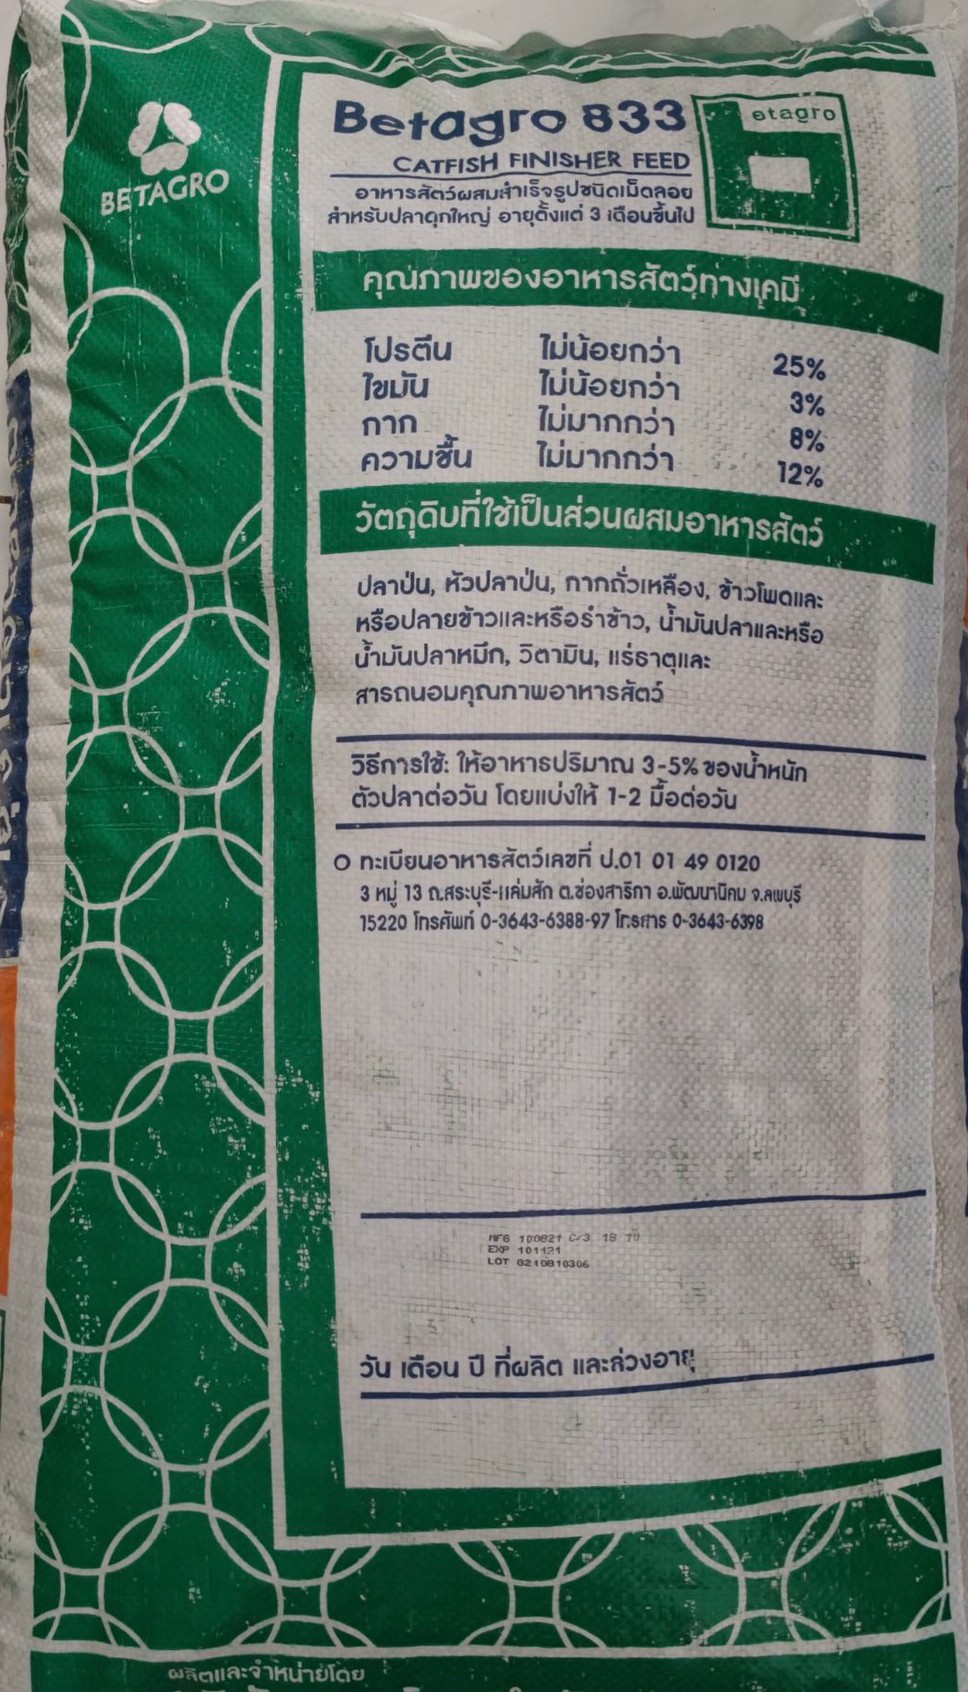 BETAGRO
Betagro 833
etagro
CATFISH FINISHER FEED
อาหารสัตว์ผสมสำเร็จรูปชนิดเม็ดลอย
สำหรับปลาดุกใหญ่ อายุตั้งแต่ 3 เดือนขึ้นไป
คุณภาพของอาหารสัตว์ทางเคมี
โปรตีน ไม่น้อยกว่า 25%
ไขมัน ไม่น้อยกว่า 3%
กาก ไม่มากกว่า 8%
ความชื้น ไม่มากกว่า 12%
วัตถุดิบที่ใช้เป็นส่วนผสมอาหารสัตว์
ปลาป่น, หัวปลาป่น, กากถั่วเหลือง, ข้าวโพดและ
หรือปลายข้าวและหรือรำข้าว, น้ำมันปลาและหรือ
น้ำมันปลาหมึก, วิตามิน, แร่ธาตุและ
สารถนอมคุณภาพอาหารสัตว์
วิธีการใช้: ให้อาหารปริมาณ 3-5% ของน้ำหนัก
ตัวปลาต่อวัน โดยแบ่งให้ 1-2 มื้อต่อวัน
ทะเบียนอาหารสัตว์เลขที่ ป.01 01 49 0120
3 หมู่ 13 ถ.สระบุรี-หล่มสัก ต.ช่องสาริกา อ.พัฒนานิคม จ.ลพบุรี
15220 โทรศัพท์ 0-3643-6388-97 โทรสาร 0-3643-6398
MFG 100821 C/3 18
EXP 101121
LOT 0210810306
วัน เดือน ปี ที่ผลิต และล่วงอายุ
ผลิตและจำหน่ายโดย